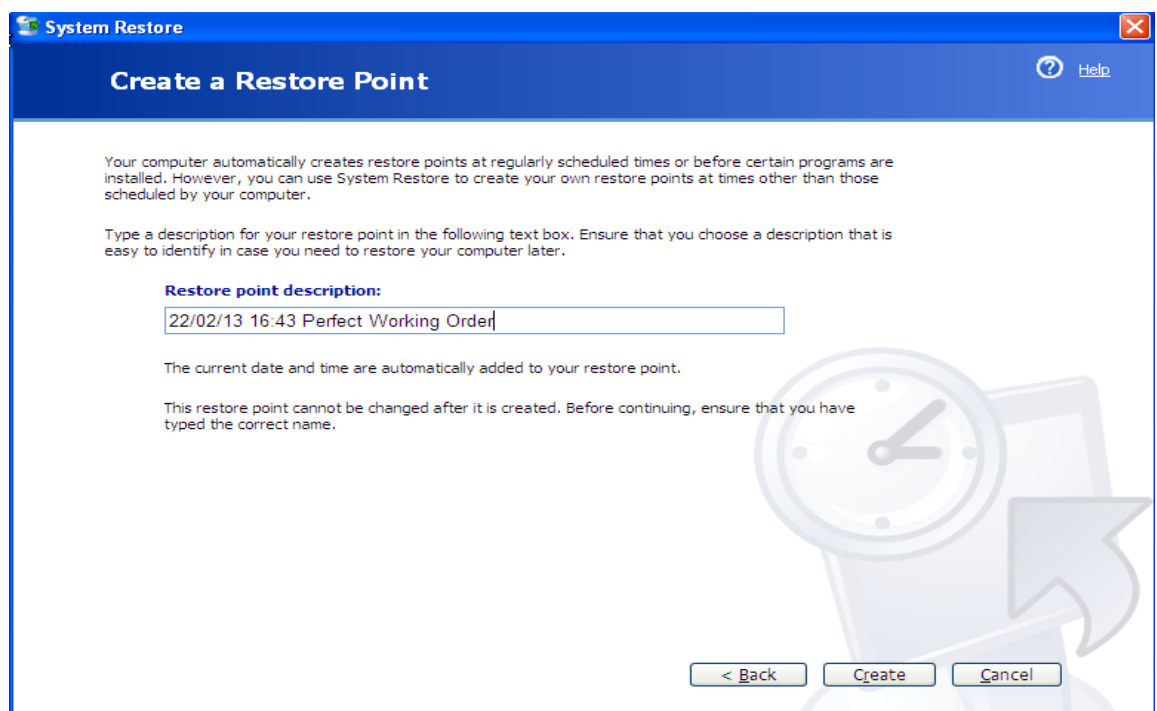 System Restore
Create a Restore Point
Help
Your computer automatically creates restore points at regularly scheduled times or before certain programs are
installed. However, you can use System Restore to create your own restore points at times other than those
scheduled by your computer.
Type a description for your restore point in the following text box. Ensure that you choose a description that is
easy to identify in case you need to restore your computer later.
Restore point description:
22/02/13 16:43 Perfect Working Order
The current date and time are automatically added to your restore point.
This restore point cannot be changed after it is created. Before continuing, ensure that you have
typed the correct name.
< Back Create Cancel